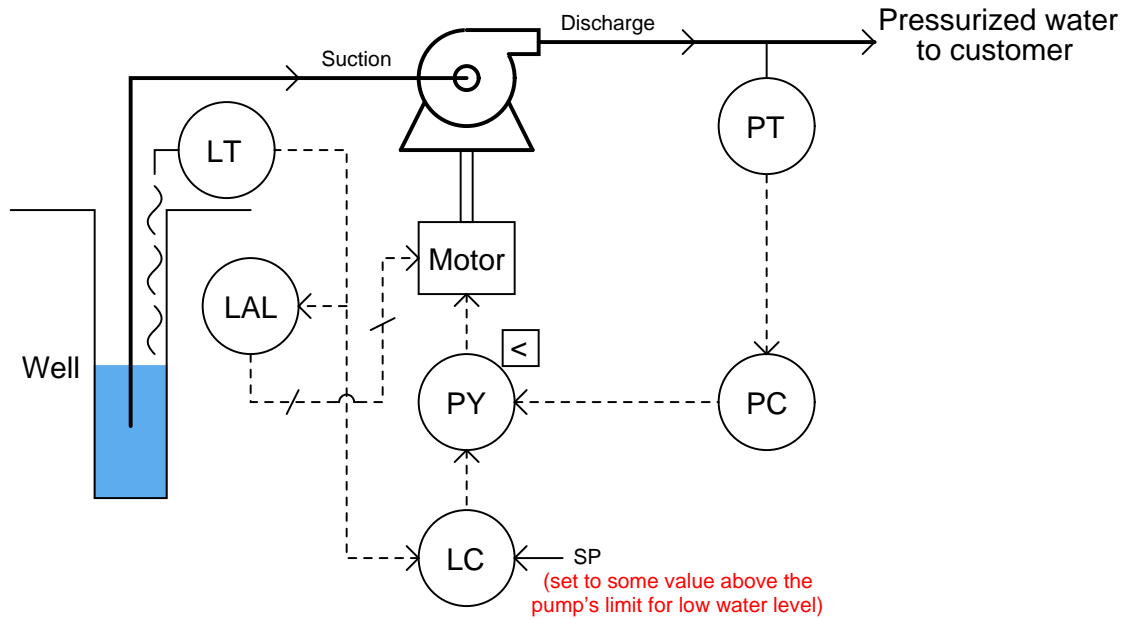 Pressurized water
to customer
Discharge
Suction
PT
LT
Motor
LAL
<
Well
PY
PC
LC
SP
(set to some value above the
pump's limit for low water level)